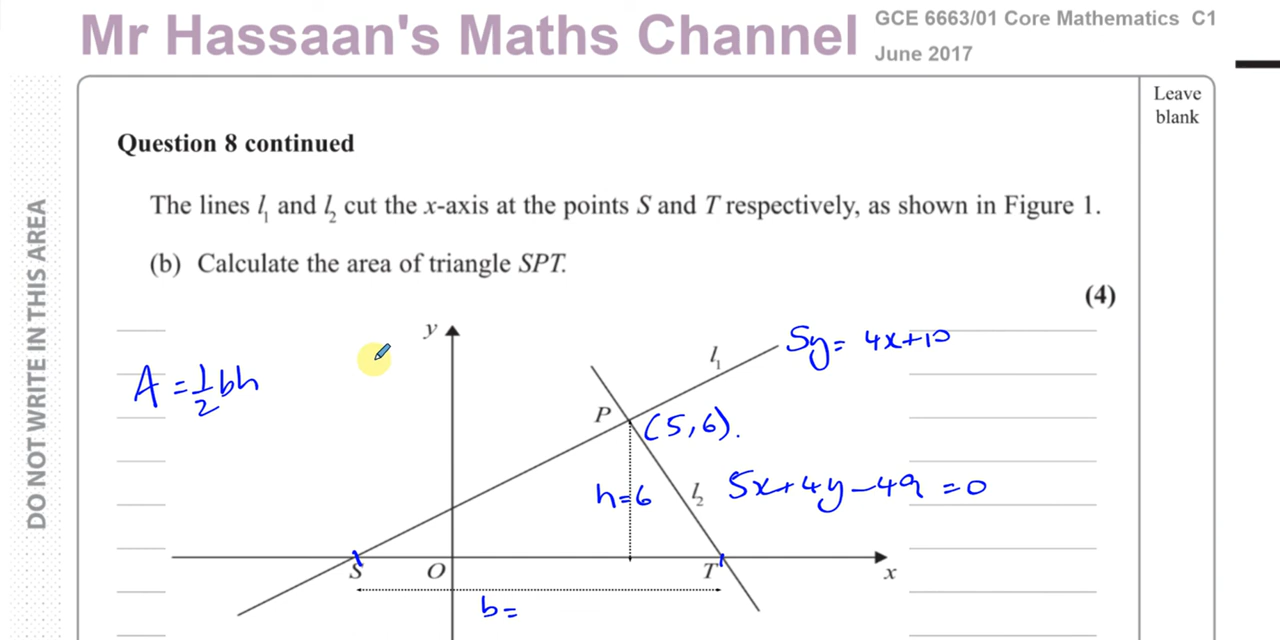 Mr Hassaan's Maths Channel
GCE 6663/01 Core Mathematics C1
June 2017
Leave
blank
Question 8 continued
The lines l₁ and l₂ cut the x-axis at the points S and T respectively, as shown in Figure 1.
(b) Calculate the area of triangle SPT.
(4)
DO NOT WRITE IN THIS AREA
y
l₁
5y = 4x+10
A = 1/2 bh
P
(5,6).
h=6
l₂
5x+4y-49=0
S
O
T
x
b=